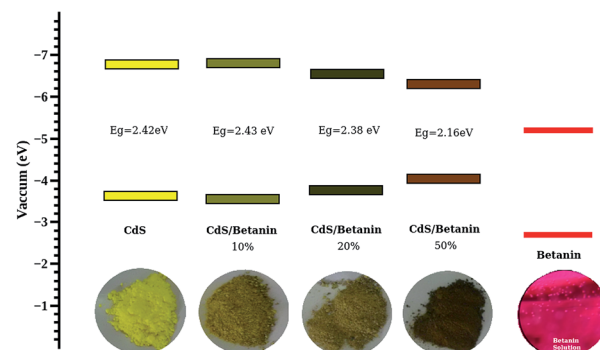 Vaccum (eV)
−7
−6
−5
−4
−3
−2
−1
Eg=2.42eV
Eg=2.43 eV
Eg=2.38 eV
Eg=2.16eV
CdS
CdS/Betanin
10%
CdS/Betanin
20%
CdS/Betanin
50%
Betanin
Betanin
Solution